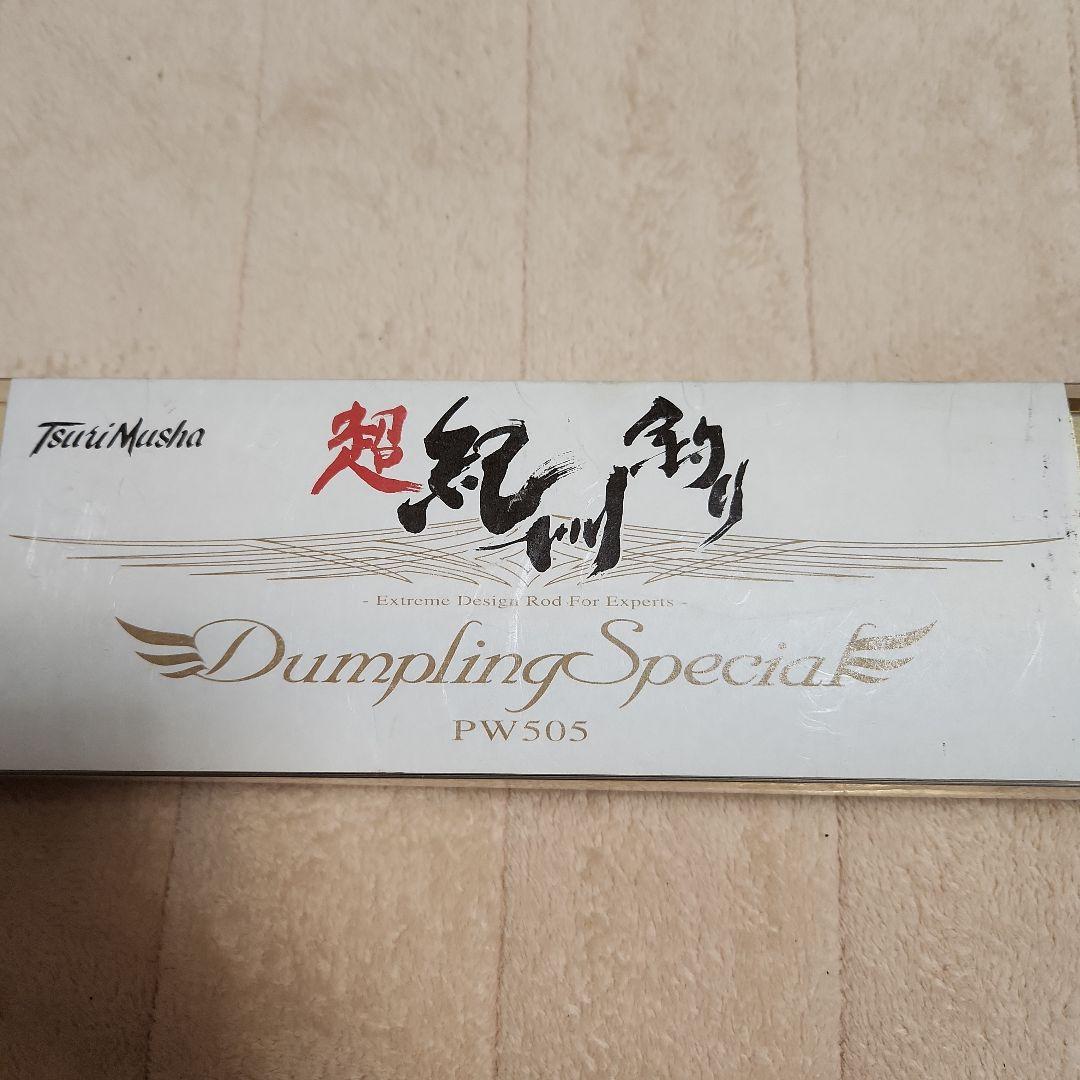 TsuriMusha
超紀州釣り
- Extreme Design Rod For Experts -
Dumpling Special
PW505